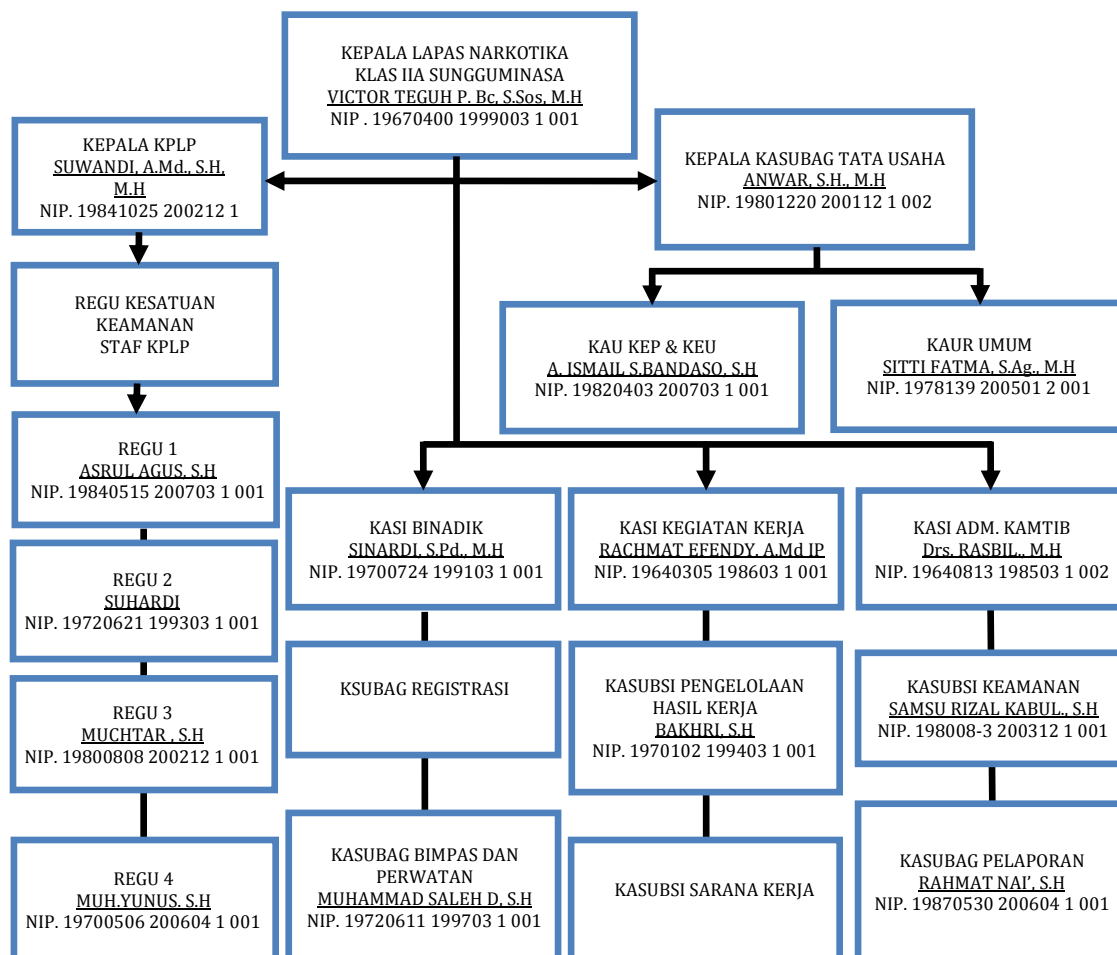 KEPALA LAPAS NARKOTIKA
KLAS IIA SUNGGUMINASA
VICTOR TEGUH P. Bc, S.Sos, M.H
NIP . 19670400 1999003 1 001
KEPALA KPLP
SUWANDI, A.Md., S.H,
M.H
NIP. 19841025 200212 1
KEPALA KASUBAG TATA USAHA
ANWAR, S.H., M.H
NIP. 19801220 200112 1 002
REGU KESATUAN
KEAMANAN
STAF KPLP
KAU KEP & KEU
A. ISMAIL S.BANDASO, S.H
NIP. 19820403 200703 1 001
KAUR UMUM
SITTI FATMA, S.Ag., M.H
NIP. 1978139 200501 2 001
REGU 1
ASRUL AGUS, S.H
NIP. 19840515 200703 1 001
REGU 2
SUHARDI
NIP. 19720621 199303 1 001
REGU 3
MUCHTAR , S.H
NIP. 19800808 200212 1 001
REGU 4
MUH.YUNUS. S.H
NIP. 19700506 200604 1 001
KASI BINADIK
SINARDI, S.Pd., M.H
NIP. 19700724 199103 1 001
KSUBAG REGISTRASI
KASUBAG BIMPAS DAN
PERWATAN
MUHAMMAD SALEH D, S.H
NIP. 19720611 199703 1 001
KASI KEGIATAN KERJA
RACHMAT EFENDY. A.Md IP
NIP. 19640305 198603 1 001
KASUBSI PENGELOLAAN
HASIL KERJA
BAKHRI, S.H
NIP. 1970102 199403 1 001
KASUBSI SARANA KERJA
KASI ADM. KAMTIB
Drs. RASBIL., M.H
NIP. 19640813 198503 1 002
KASUBSI KEAMANAN
SAMSU RIZAL KABUL., S.H
NIP. 198008-3 200312 1 001
KASUBAG PELAPORAN
RAHMAT NAI’, S.H
NIP. 19870530 200604 1 001